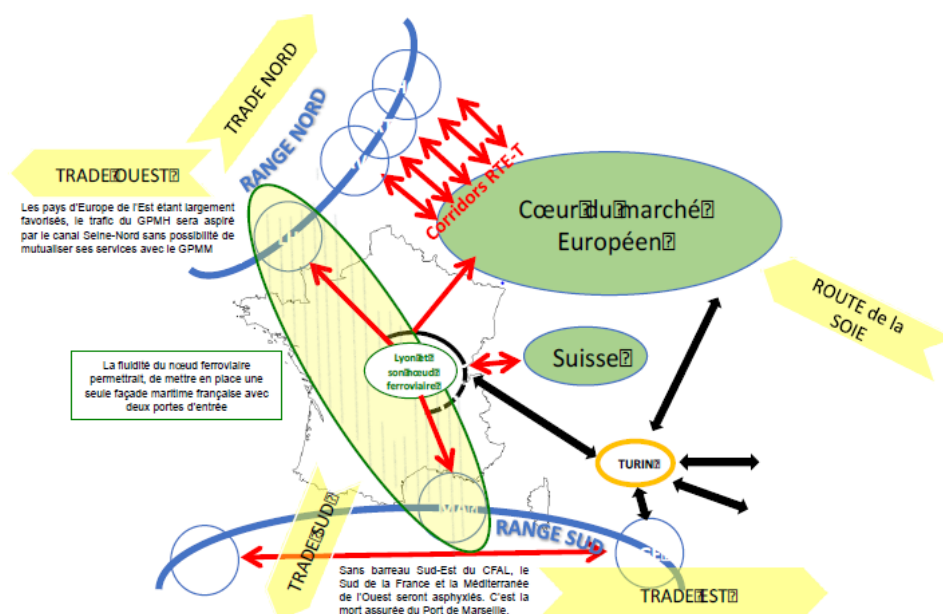 TRADE NORD
RANGE NORD
TRADE OUEST
Les pays d'Europe de l'Est étant largement
favorisés, le trafic du GPMH sera aspiré
par le canal Seine-Nord sans possibilité de
mutualiser ses services avec le GPMM
Corridors RTE-T
Cœur du marché
Européen
ROUTE de la
SOIE
La fluidité du nœud ferroviaire
permettrait, de mettre en place une
seule façade maritime française avec
deux portes d'entrée
Lyon et
son nœud
ferroviaire
Suisse
TURIN
TRADE SUD
RANGE SUD
Sans barreau Sud-Est du CFAL, le
Sud de la France et la Méditerranée
de l'Ouest seront asphyxiés. C'est la
mort assurée du Port de Marseille.
TRADE EST